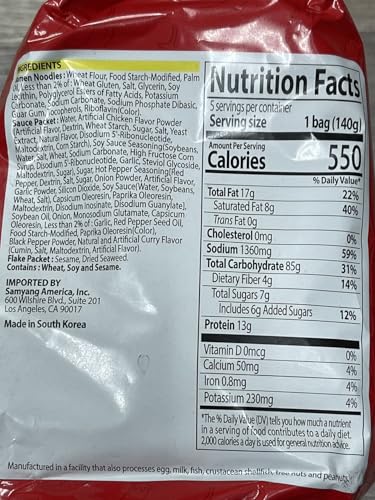 INGREDIENTS
Ramen Noodles: Wheat Flour, Food Starch-Modified, Palm
Oil, Less than 2% of: Wheat Gluten, Salt, Glycerin, Soy
Lecithin, Polyglycerol Esters of Fatty Acids, Potassium
Carbonate, Sodium Carbonate, Sodium Phosphate Dibasic,
Guar Gum, Tocopherols, Riboflavin(Color).
Sauce Packet: Water, Artificial Chicken Flavor Powder
(Artificial Flavor, Dextrin, Wheat Starch, Sugar, Salt, Yeast
Extract, Natural Flavor, Disodium 5'-Ribonucleotide,
Maltodextrin, Corn Starch), Soy Sauce Seasoning(Soybeans,
Water, Salt, Wheat, Sodium Carbonate, High Fructose Corn
Syrup, Disodium 5'-Ribonucleotide, Garlic, Steviol Glycoside,
Maltodextrin, Sugar), Sugar, Hot Pepper Seasoning(Red
Pepper, Dextrin, Salt, Sugar, Onion Powder, Artificial Flavor,
Garlic Powder, Silicon Dioxide, Soy Sauce(Water, Soybeans,
Wheat, Salt), Capsicum Oleoresin, Paprika Oleoresin,
Maltodextrin, Disodium Inosinate, Disodium Guanylate),
Soybean Oil, Onion, Monosodium Glutamate, Capsicum
Oleoresin, Less than 2% of: Garlic, Red Pepper Seed Oil,
Food Starch-Modified, Paprika Oleoresin(Color),
Black Pepper Powder, Natural and Artificial Curry Flavor
(Cumin, Salt, Maltodextrin, Artificial Flavor).
Flake Packet: Sesame, Dried Seaweed.
Contains: Wheat, Soy and Sesame.
IMPORTED BY
Samyang America, Inc.
600 Wilshire Blvd., Suite 201
Los Angeles, CA 90017
Made in South Korea
Nutrition Facts
5 servings per container
Serving size 1 bag (140g)
Amount Per Serving
Calories 550
% Daily Value*
Total Fat 17g 22%
Saturated Fat 8g 40%
Trans Fat 0g
Cholesterol 0mg 0%
Sodium 1360mg 59%
Total Carbohydrate 85g 31%
Dietary Fiber 4g 14%
Total Sugars 7g
Includes 6g Added Sugars 12%
Protein 13g
Vitamin D 0mcg 0%
Calcium 50mg 4%
Iron 0.8mg 4%
Potassium 230mg 4%
*The % Daily Value (DV) tells you how much a nutrient
in a serving of food contributes to a daily diet.
2,000 calories a day is used for general nutrition advice.
Manufactured in a facility that also processes egg, milk, fish, crustacean shellfish, tree nuts and peanuts.